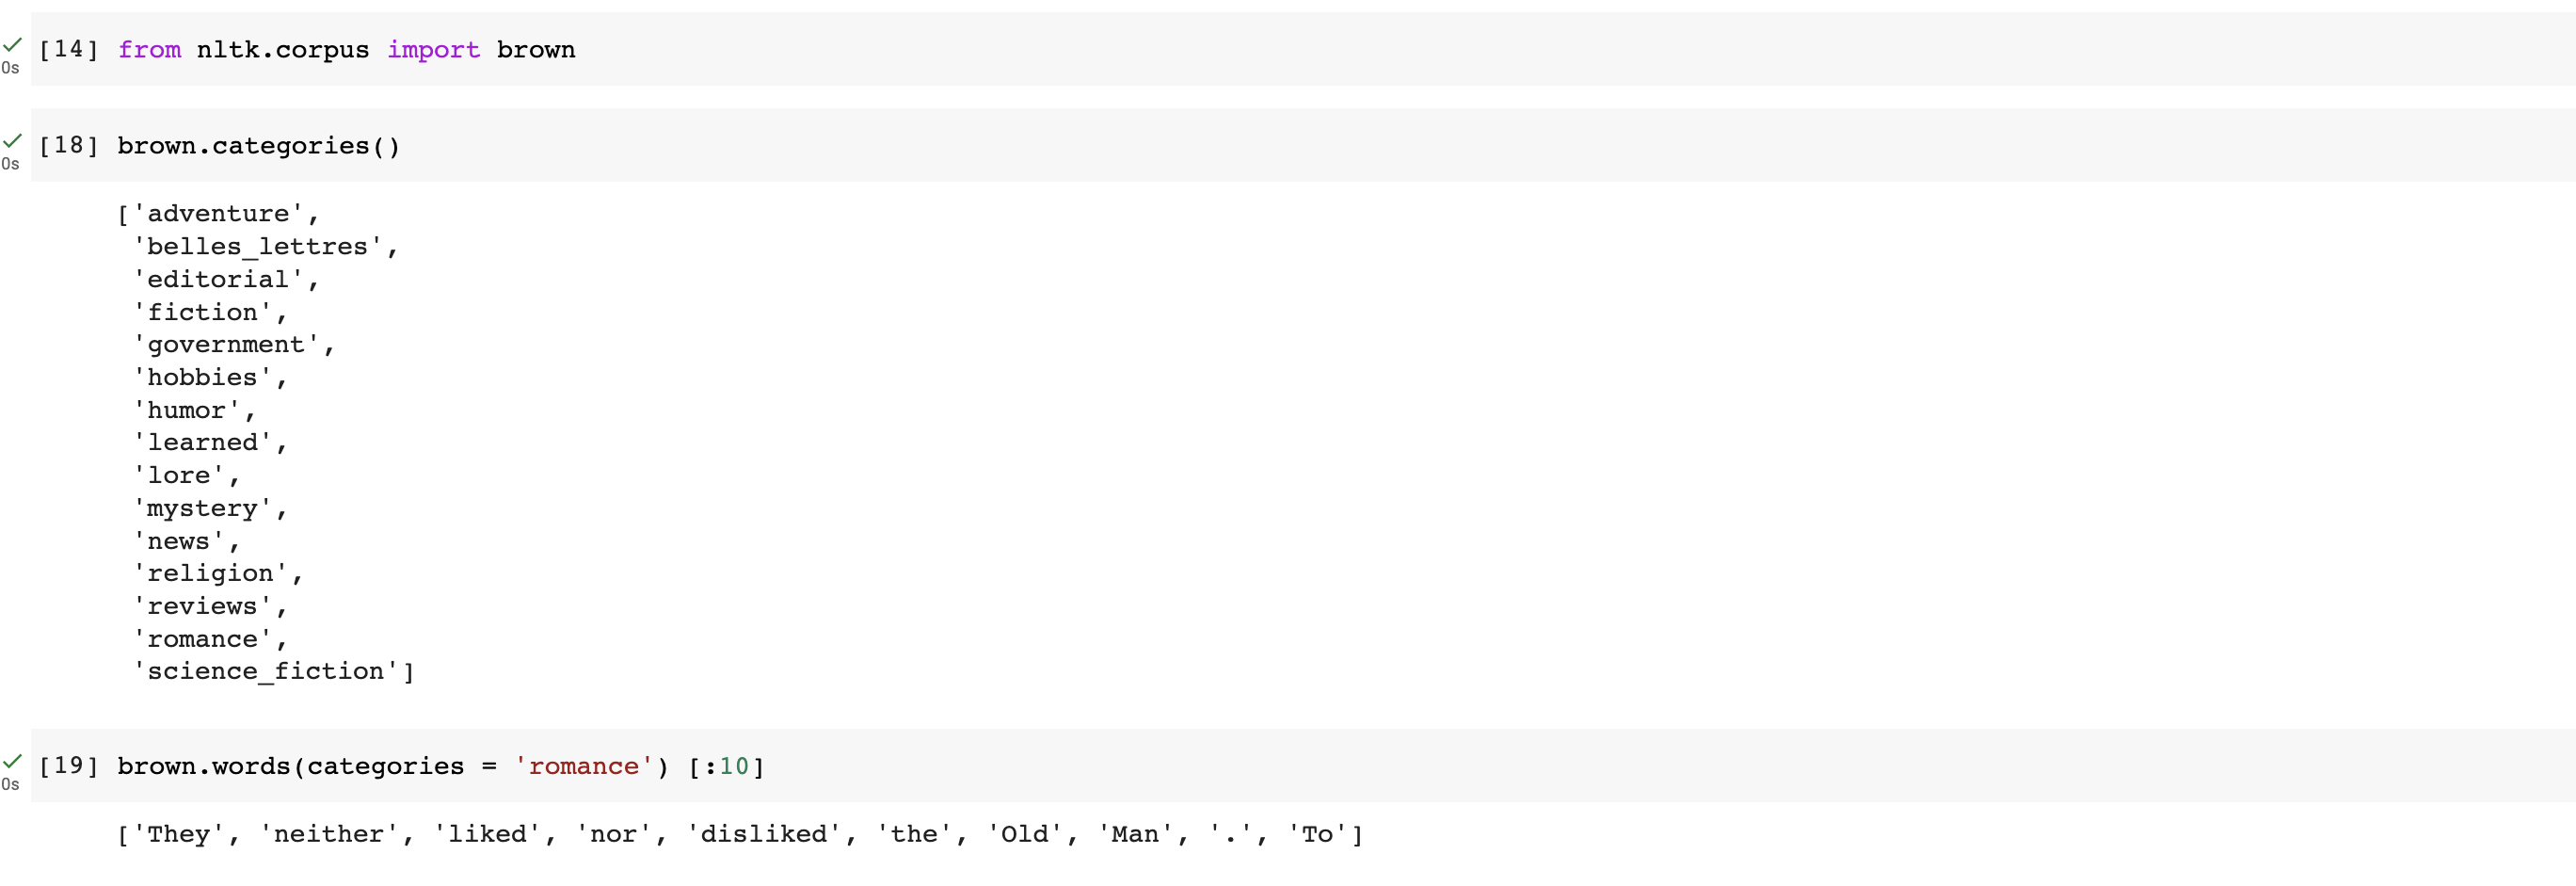 [14] from nltk.corpus import brown
0s
[18] brown.categories()
0s
['adventure',
 'belles_lettres',
 'editorial',
 'fiction',
 'government',
 'hobbies',
 'humor',
 'learned',
 'lore',
 'mystery',
 'news',
 'religion',
 'reviews',
 'romance',
 'science_fiction']
[19] brown.words(categories = 'romance') [:10]
0s
['They', 'neither', 'liked', 'nor', 'disliked', 'the', 'Old', 'Man', '.', 'To']